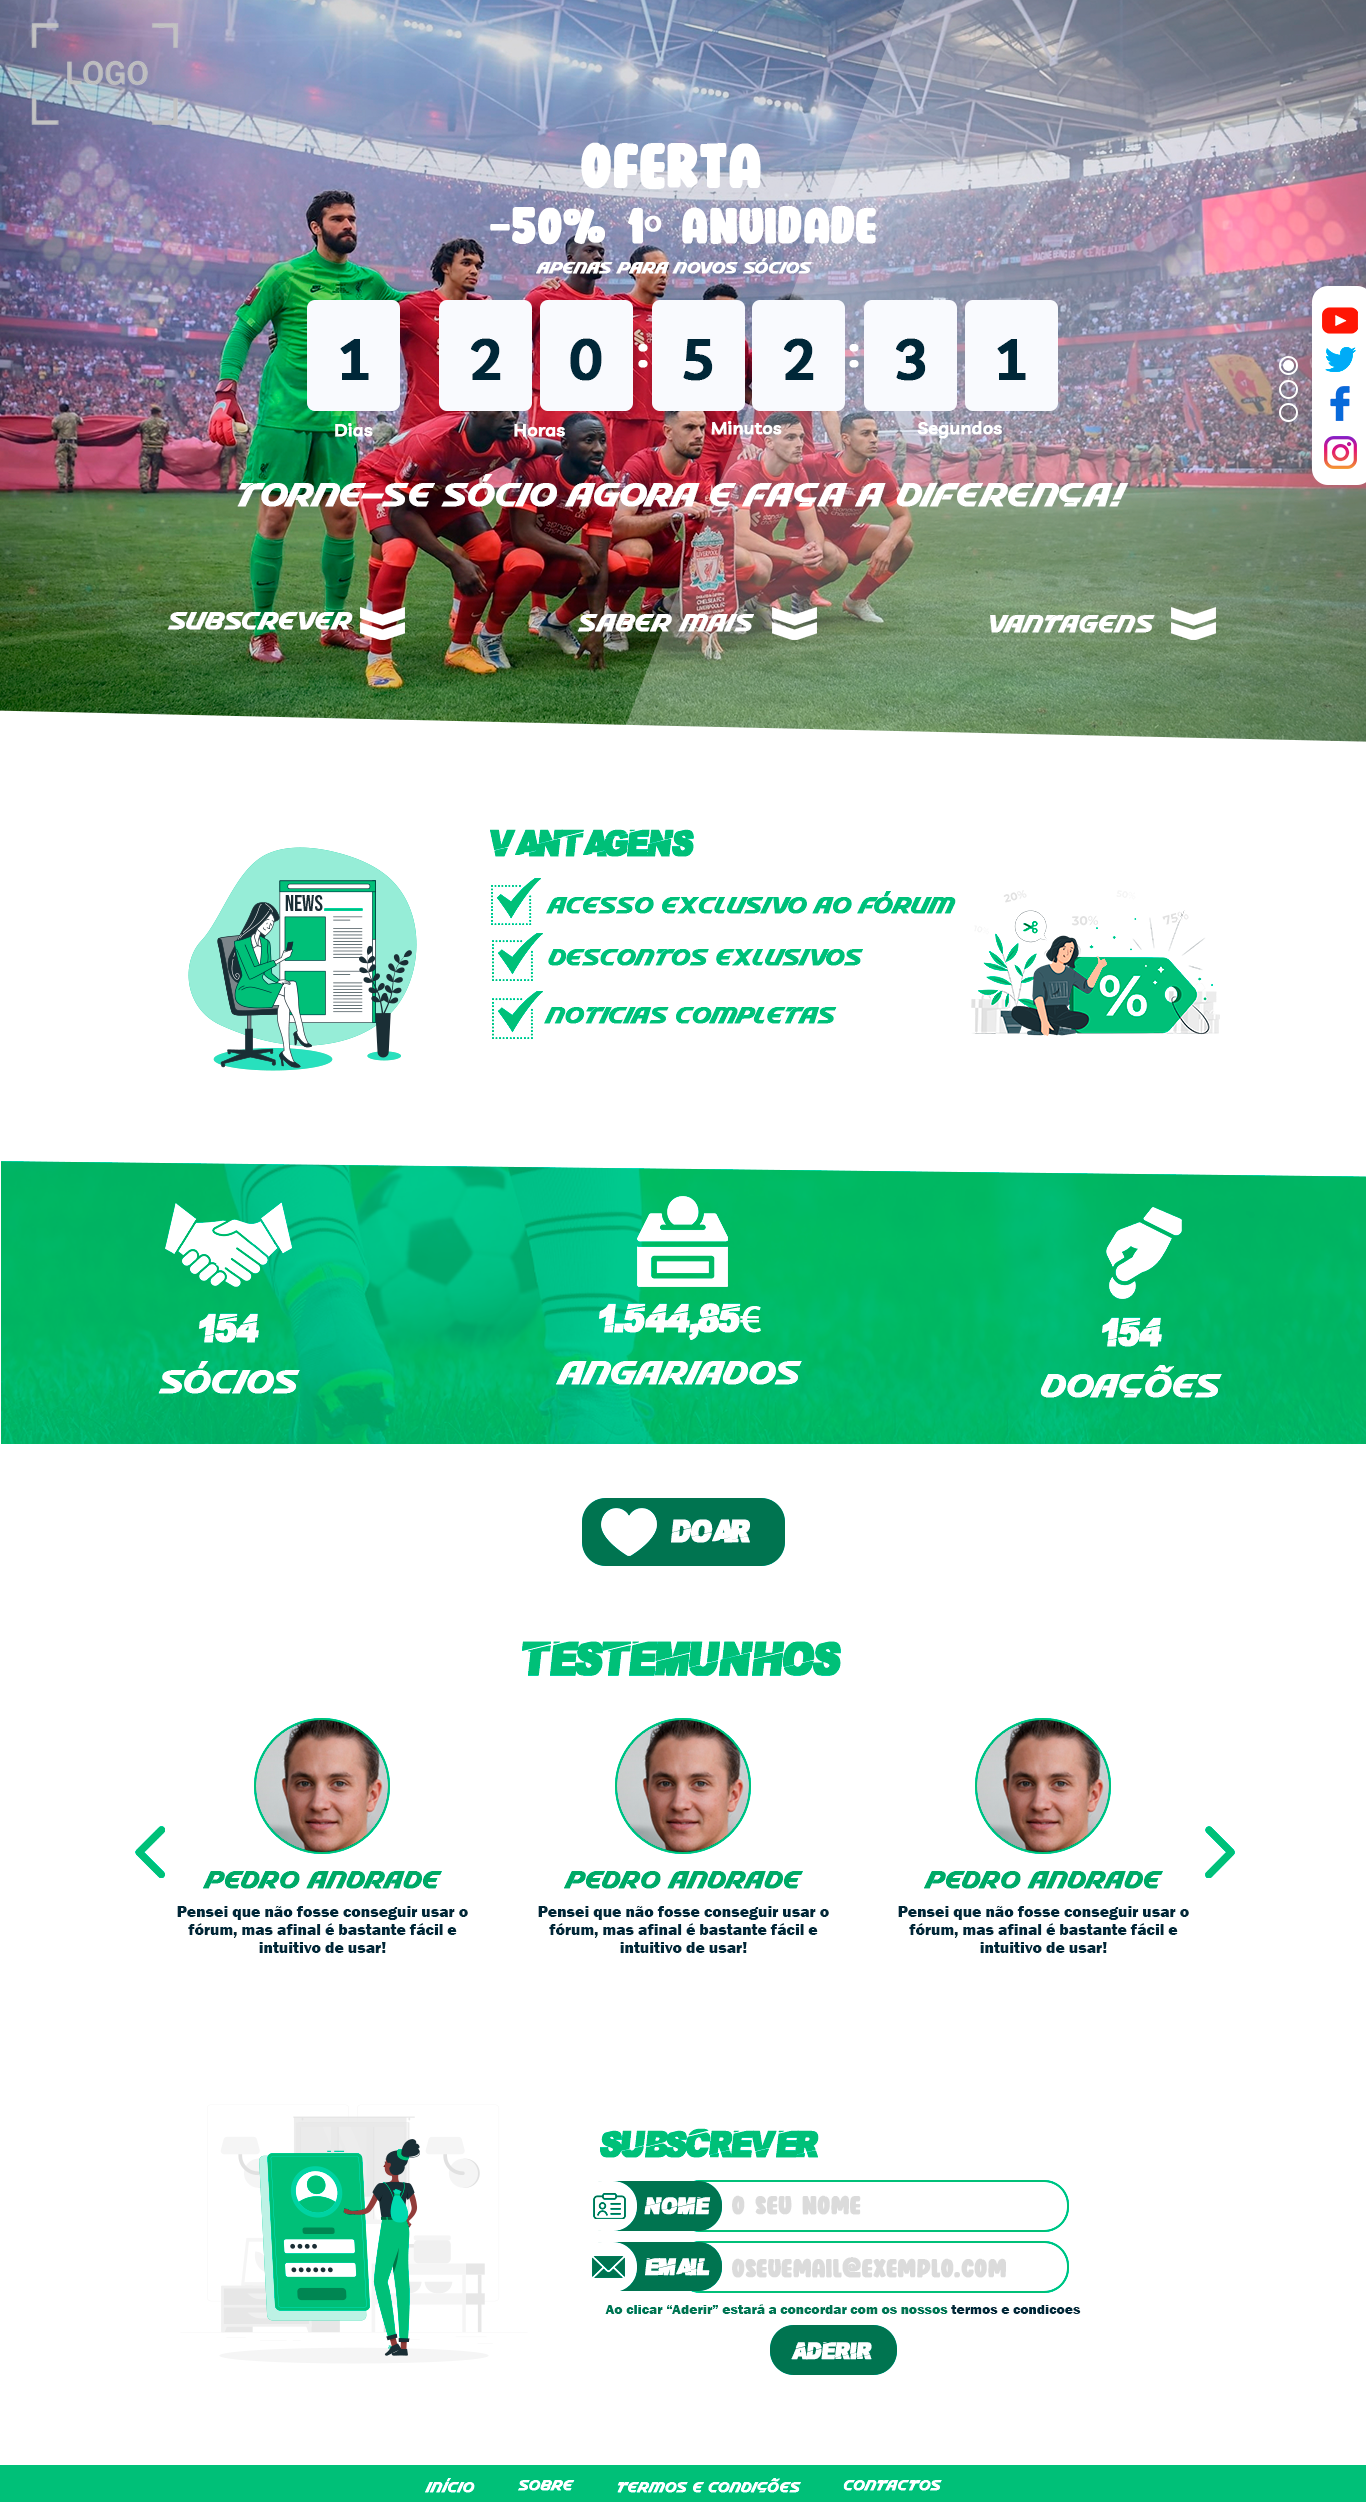 LOGO
OFERTA
-50% 1º ANUIDADE
APENAS PARA NOVOS SÓCIOS
1 2 0 : 5 2 : 3 1
Dias Horas Minutos Segundos
TORNE-SE SÓCIO AGORA E FAÇA A DIFERENÇA!
SUBSCREVER SABER MAIS VANTAGENS
VANTAGENS
NEWS
ACESSO EXCLUSIVO AO FÓRUM
DESCONTOS EXLUSIVOS
NOTICIAS COMPLETAS
20%
30%
75%
%
154
SÓCIOS
1.544,85€
ANGARIADOS
154
DOAÇÕES
DOAR
TESTEMUNHOS
PEDRO ANDRADE
Pensei que não fosse conseguir usar o
fórum, mas afinal é bastante fácil e
intuitivo de usar!
PEDRO ANDRADE
Pensei que não fosse conseguir usar o
fórum, mas afinal é bastante fácil e
intuitivo de usar!
PEDRO ANDRADE
Pensei que não fosse conseguir usar o
fórum, mas afinal é bastante fácil e
intuitivo de usar!
SUBSCREVER
NOME O SEU NOME
EMAIL OSEUEMAIL@EXEMPLO.COM
Ao clicar “Aderir” estará a concordar com os nossos termos e condicoes
ADERIR
INÍCIO SOBRE TERMOS E CONDIÇÕES CONTACTOS